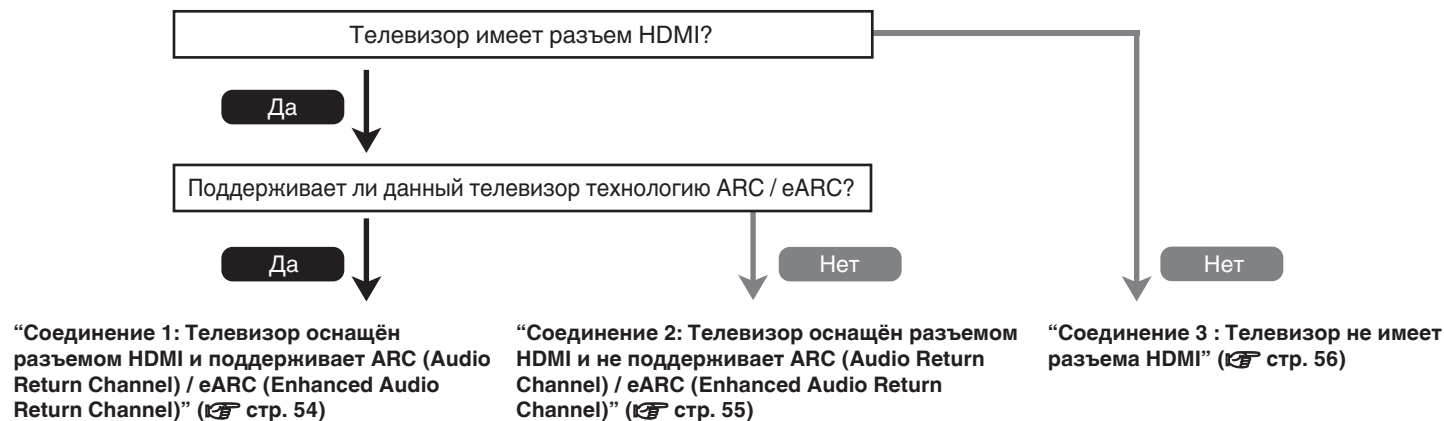 Телевизор имеет разъем HDMI?
Да
Поддерживает ли данный телевизор технологию ARC / eARC?
Да
Нет
Нет
“Соединение 1: Телевизор оснащён
разъемом HDMI и поддерживает ARC (Audio
Return Channel) / eARC (Enhanced Audio
Return Channel)” (☞ стр. 54)
“Соединение 2: Телевизор оснащён разъемом
HDMI и не поддерживает ARC (Audio Return
Channel) / eARC (Enhanced Audio Return
Channel)” (☞ стр. 55)
“Соединение 3 : Телевизор не имеет
разъема HDMI” (☞ стр. 56)